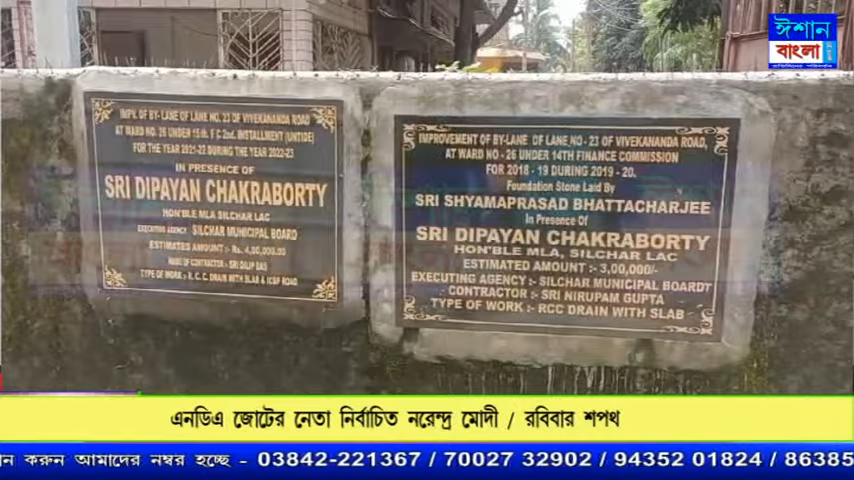 ঈশান
বাংলা
IMPV. OF BY-LANE OF LANE NO. 23 OF VIVEKANANDA ROAD
AT WARD NO. 26 UNDER 15th. F C 2nd. INSTALLMENT (UNTIDE)
FOR THE YEAR 2021-22 DURING THE YEAR 2022-23
IN PRESENCE OF
SRI DIPAYAN CHAKRABORTY
HON'BLE MLA SILCHAR LAC
EXECUTING AGENCY SILCHAR MUNICIPAL BOARD
ESTIMATED AMOUNT :- Rs. 4,00,000.00
NAME OF CONTRACTOR :- SRI DILIP DAS
TYPE OF WORK :- R.C.C. DRAIN WITH SLAB & ICBP ROAD
IMPROVEMENT OF BY-LANE OF LANE NO - 23 OF VIVEKANANDA ROAD,
AT WARD NO - 26 UNDER 14TH FINANCE COMMISSION
FOR 2018 - 19 DURING 2019 - 20.
Foundation Stone Laid By
SRI SHYAMAPRASAD BHATTACHARJEE
In Presence Of
SRI DIPAYAN CHAKRABORTY
HON'BLE MLA, SILCHAR LAC
ESTIMATED AMOUNT :- 3,00,000/-
EXECUTING AGENCY :- SILCHAR MUNICIPAL BOARDT
CONTRACTOR :- SRI NIRUPAM GUPTA
TYPE OF WORK :- RCC DRAIN WITH SLAB
এনডিএ জোটের নেতা নির্বাচিত নরেন্দ্র মোদী / রবিবার শপথ
ন করুন আমাদের নম্বর হচ্ছে - 03842-221367 / 70027 32902 / 94352 01824 / 86385